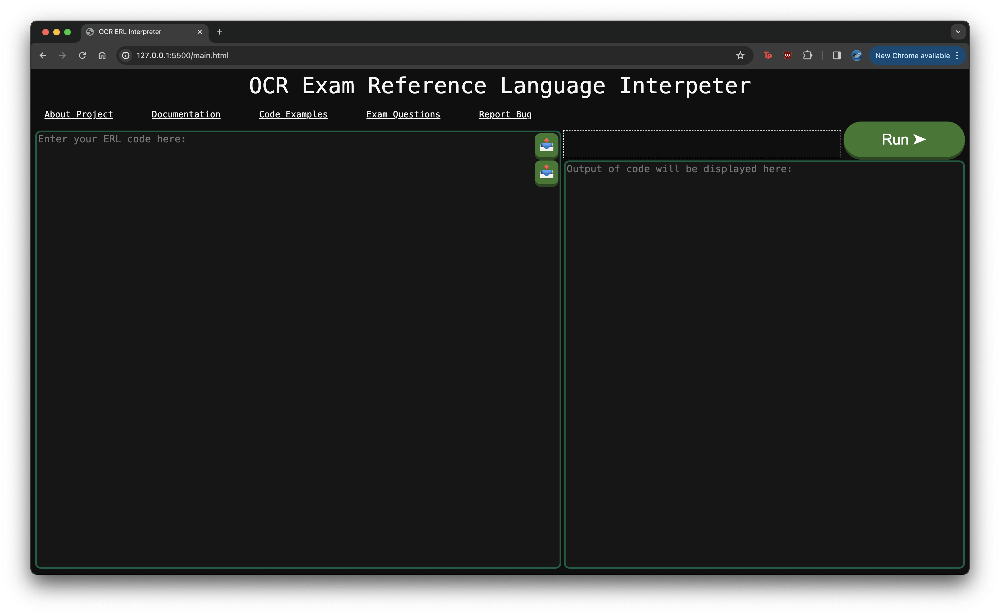 OCR ERL Interpreter
127.0.0.1:5500/main.html
Tp
UO
New Chrome available
OCR Exam Reference Language Interpeter
About Project
Documentation
Code Examples
Exam Questions
Report Bug
Enter your ERL code here:
Run ➤
Output of code will be displayed here: